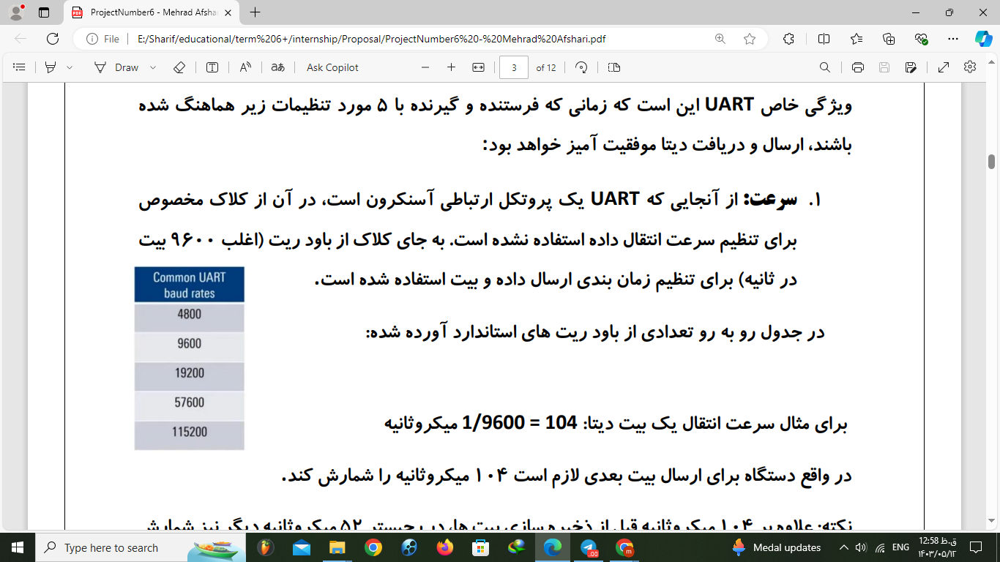 ProjectNumber6 - Mehrad Afshar
File
E:/Sharif/educational/term%206+/internship/Proposal/ProjectNumber6%20-%20Mehrad%20Afshari.pdf
Draw
Ask Copilot
3
of 12
ویژگی خاص UART این است که زمانی که فرستنده و گیرنده با ۵ مورد تنظیمات زیر هماهنگ شده
باشند، ارسال و دریافت دیتا موفقیت آمیز خواهد بود:
۱. سرعت: از آنجایی که UART یک پروتکل ارتباطی آسنکرون است، در آن از کلاک مخصوص
برای تنظیم سرعت انتقال داده استفاده نشده است. به جای کلاک از باود ریت (اغلب ۹۶۰۰ بیت
در ثانیه) برای تنظیم زمان بندی ارسال داده و بیت استفاده شده است.
در جدول رو به رو تعدادی از باود ریت های استاندارد آورده شده:
Common UART
baud rates
4800
9600
19200
57600
115200
برای مثال سرعت انتقال یک بیت دیتا: 1/9600 = 104 میکروثانیه
در واقع دستگاه برای ارسال بیت بعدی لازم است ۱۰۴ میکروثانیه را شمارش کند.
نکته: علاوه بر ۱۰۴ میکروثانیه قبل از ذخیره سازی بیت ها، در رجیستر ۵۲ میکروثانیه دیگر نیز شمارش
Type here to search
Medal updates
ENG
12:58 ق.ظ
۱۴۰۳/۰۵/۱۲